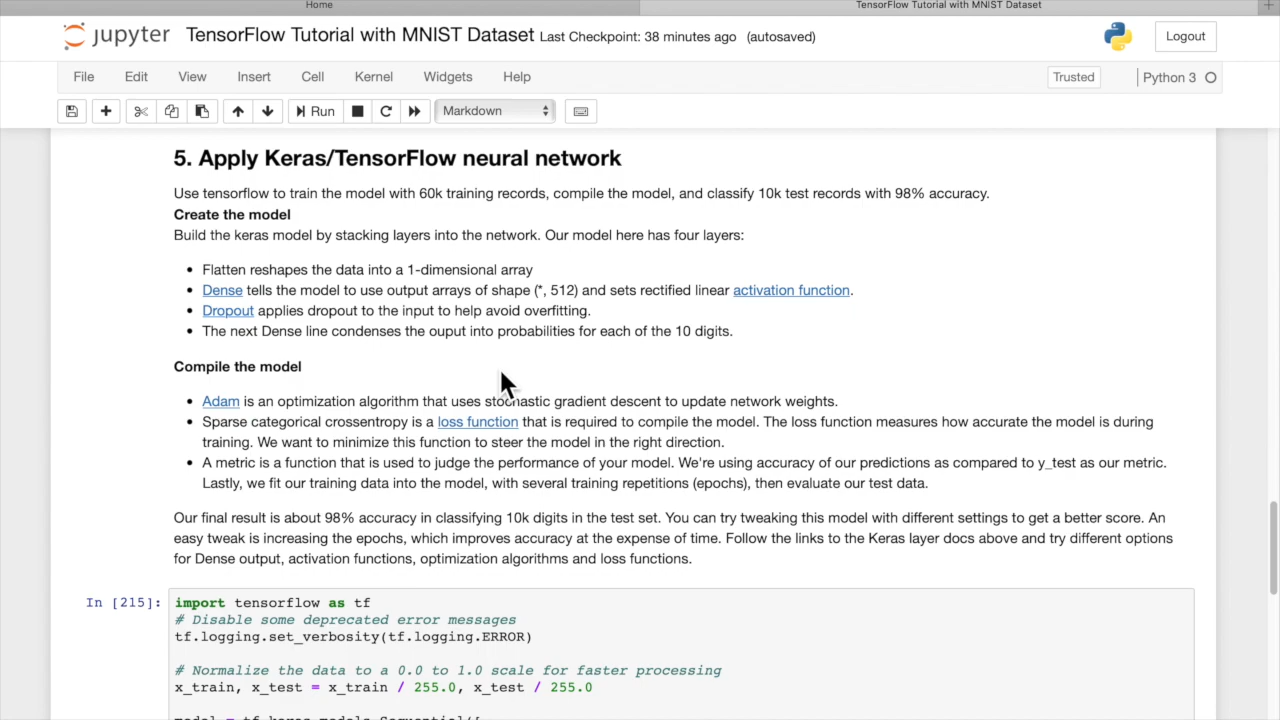 Home
TensorFlow Tutorial with MNIST Dataset
jupyter TensorFlow Tutorial with MNIST Dataset Last Checkpoint: 38 minutes ago (autosaved)
Logout
File Edit View Insert Cell Kernel Widgets Help
Trusted Python 3
Run Markdown
5. Apply Keras/TensorFlow neural network
Use tensorflow to train the model with 60k training records, compile the model, and classify 10k test records with 98% accuracy.
Create the model
Build the keras model by stacking layers into the network. Our model here has four layers:
• Flatten reshapes the data into a 1-dimensional array
• Dense tells the model to use output arrays of shape (*, 512) and sets rectified linear activation function.
• Dropout applies dropout to the input to help avoid overfitting.
• The next Dense line condenses the ouput into probabilities for each of the 10 digits.
Compile the model
• Adam is an optimization algorithm that uses stochastic gradient descent to update network weights.
• Sparse categorical crossentropy is a loss function that is required to compile the model. The loss function measures how accurate the model is during
training. We want to minimize this function to steer the model in the right direction.
• A metric is a function that is used to judge the performance of your model. We're using accuracy of our predictions as compared to y_test as our metric.
Lastly, we fit our training data into the model, with several training repetitions (epochs), then evaluate our test data.
Our final result is about 98% accuracy in classifying 10k digits in the test set. You can try tweaking this model with different settings to get a better score. An
easy tweak is increasing the epochs, which improves accuracy at the expense of time. Follow the links to the Keras layer docs above and try different options
for Dense output, activation functions, optimization algorithms and loss functions.
In [215]: import tensorflow as tf
# Disable some deprecated error messages
tf.logging.set_verbosity(tf.logging.ERROR)
# Normalize the data to a 0.0 to 1.0 scale for faster processing
x_train, x_test = x_train / 255.0, x_test / 255.0
model = tf.keras.models.Sequential([